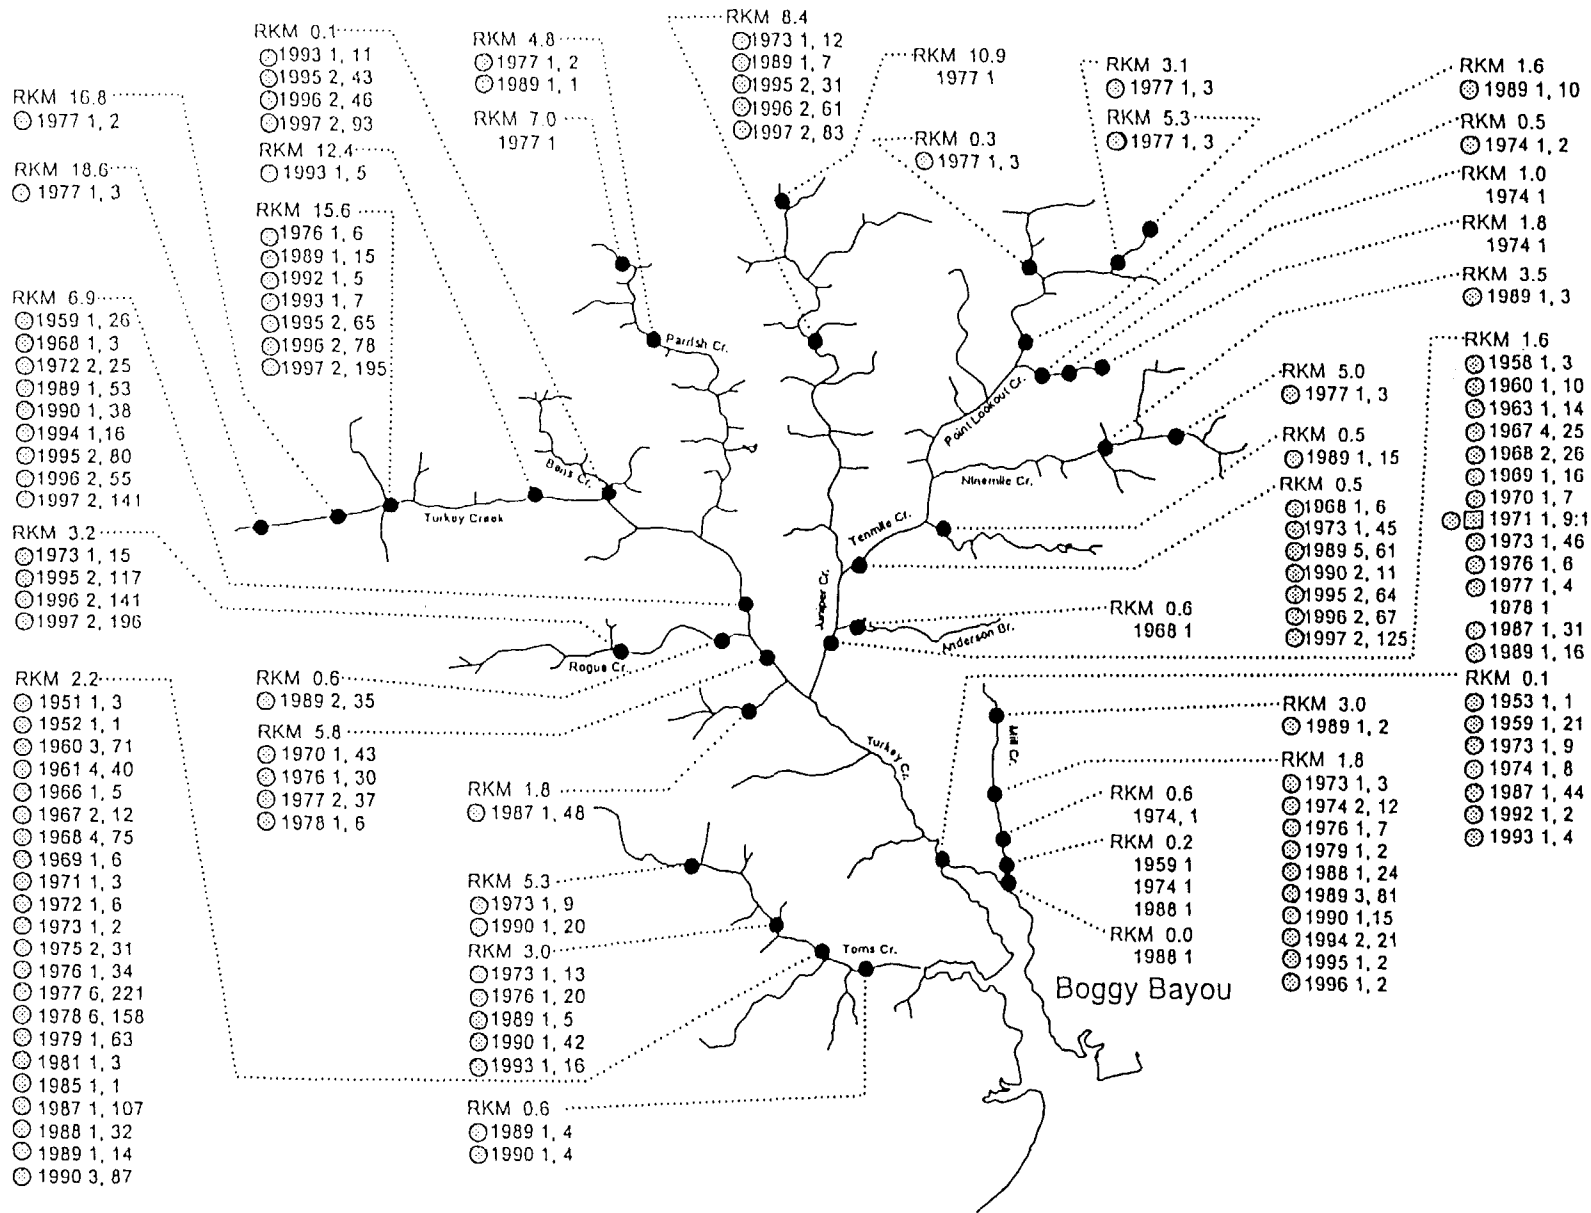 RKM 16.8
1977 1, 2
RKM 18.6
1977 1, 3
RKM 6.9
1959 1, 26
1968 1, 3
1972 2, 25
1989 1, 53
1990 1, 38
1994 1,16
1995 2, 80
1996 2, 55
1997 2, 141
RKM 3.2
1973 1, 15
1995 2, 117
1996 2, 141
1997 2, 196
RKM 2.2
1951 1, 3
1952 1, 1
1960 3, 71
1961 4, 40
1966 1, 5
1967 2, 12
1968 4, 75
1969 1, 6
1971 1, 3
1972 1, 6
1973 1, 2
1975 2, 31
1976 1, 34
1977 6, 221
1978 6, 158
1979 1, 63
1981 1, 3
1985 1, 1
1987 1, 107
1988 1, 32
1989 1, 14
1990 3, 87
RKM 0.1
1993 1, 11
1995 2, 43
1996 2, 46
1997 2, 93
RKM 12.4
1993 1, 5
RKM 15.6
1976 1, 6
1989 1, 15
1992 1, 5
1993 1, 7
1995 2, 65
1996 2, 78
1997 2, 195
RKM 0.6
1989 2, 35
RKM 5.8
1970 1, 43
1976 1, 30
1977 2, 37
1978 1, 6
RKM 4.8
1977 1, 2
1989 1, 1
RKM 7.0
1977 1
RKM 1.8
1987 1, 48
RKM 5.3
1973 1, 9
1990 1, 20
RKM 3.0
1973 1, 13
1976 1, 20
1989 1, 5
1990 1, 42
1993 1, 16
RKM 0.6
1989 1, 4
1990 1, 4
RKM 8.4
1973 1, 12
1989 1, 7
1995 2, 31
1996 2, 61
1997 2, 83
RKM 10.9
1977 1
RKM 0.3
1977 1, 3
RKM 3.1
1977 1, 3
RKM 5.3
1977 1, 3
RKM 1.6
1989 1, 10
RKM 0.5
1974 1, 2
RKM 1.0
1974 1
RKM 1.8
1974 1
RKM 3.5
1989 1, 3
RKM 1.6
1958 1, 3
1960 1, 10
1963 1, 14
1967 4, 25
1968 2, 26
1969 1, 16
1970 1, 7
1971 1, 9:1
1973 1, 46
1976 1, 6
1977 1, 4
1978 1
1987 1, 31
1989 1, 16
RKM 0.1
1953 1, 1
1959 1, 21
1973 1, 9
1974 1, 8
1987 1, 44
1992 1, 2
1993 1, 4
RKM 5.0
1977 1, 3
RKM 0.5
1989 1, 15
RKM 0.5
1968 1, 6
1973 1, 45
1989 5, 61
1990 2, 11
1995 2, 64
1996 2, 67
1997 2, 125
RKM 0.6
1968 1
RKM 3.0
1989 1, 2
RKM 1.8
1973 1, 3
1974 2, 12
1976 1, 7
1979 1, 2
1988 1, 24
1989 3, 81
1990 1,15
1994 2, 21
1995 1, 2
1996 1, 2
RKM 0.6
1974, 1
RKM 0.2
1959 1
1974 1
1988 1
RKM 0.0
1988 1
Parrish Cr.
Turkey Creek
Rogue Cr.
Juniper Cr.
Tenmile Cr.
Point Lookout Cr.
Ninemile Cr.
Anderson Br.
Turkey Cr.
Mill Cr.
Toms Cr.
Boggy Bayou